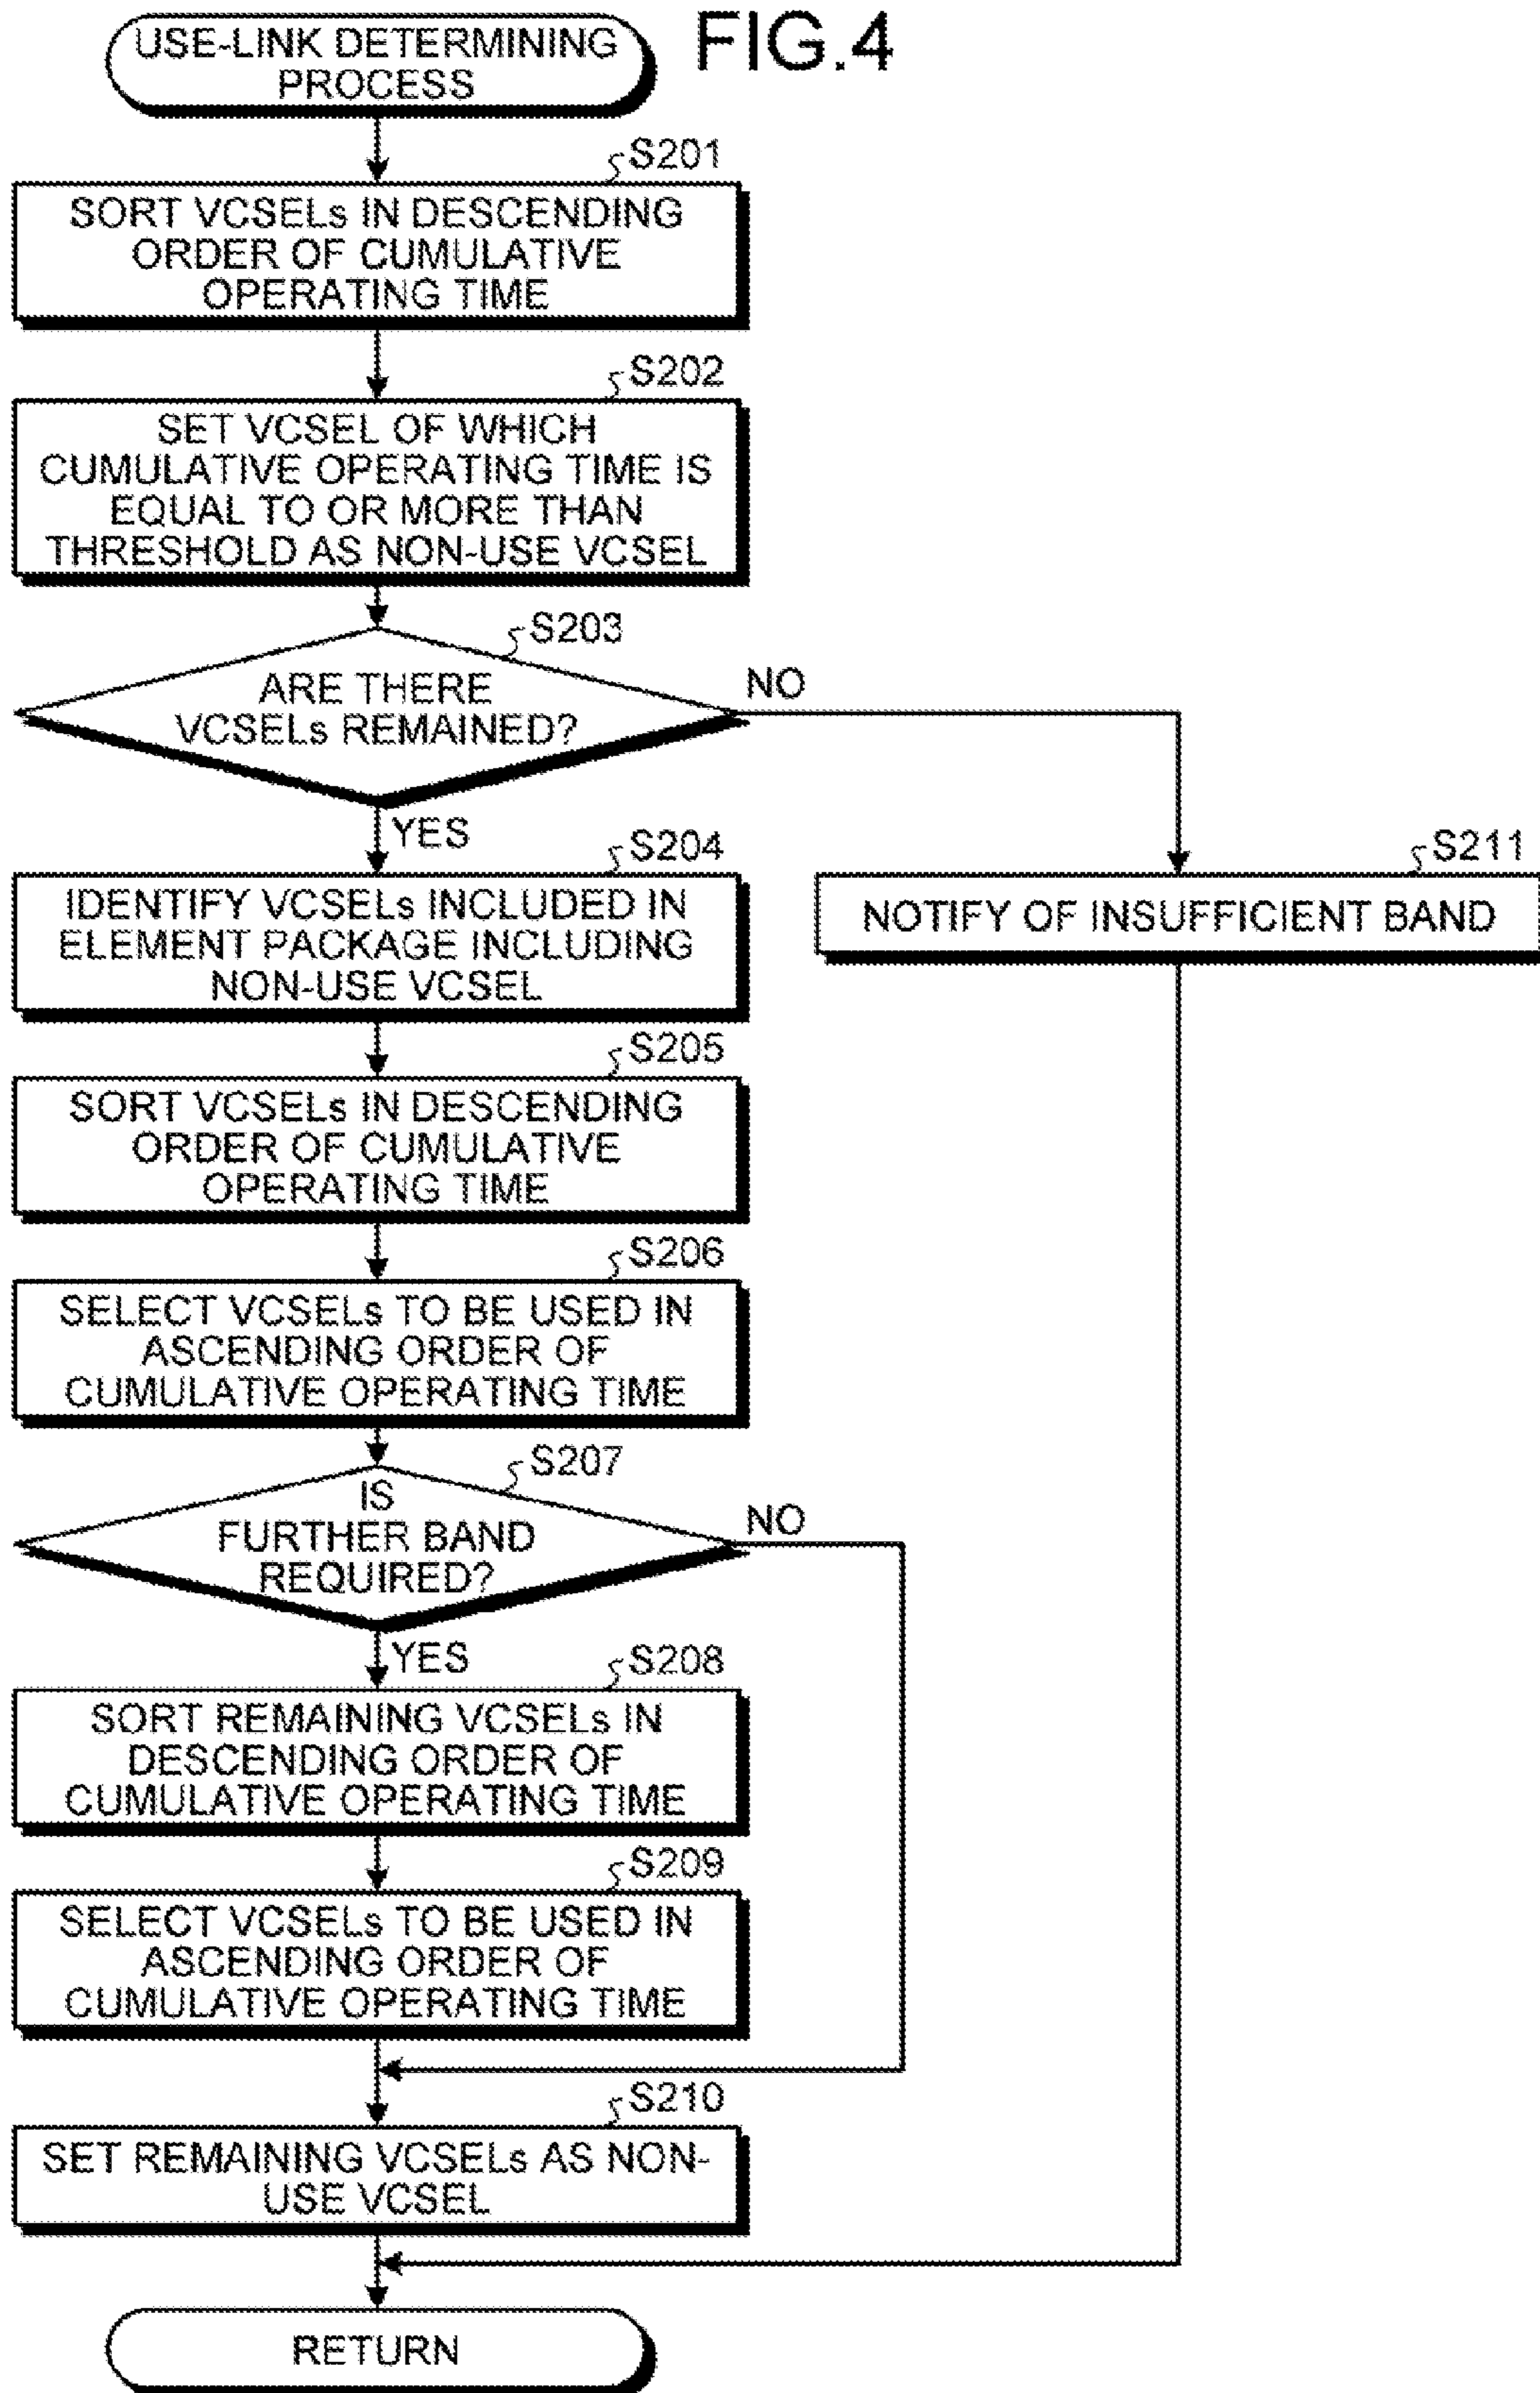 FIG.4
USE-LINK DETERMINING
PROCESS
S201
SORT VCSELs IN DESCENDING
ORDER OF CUMULATIVE
OPERATING TIME
S202
SET VCSEL OF WHICH
CUMULATIVE OPERATING TIME IS
EQUAL TO OR MORE THAN
THRESHOLD AS NON-USE VCSEL
S203
ARE THERE
VCSELs REMAINED?
NO
YES
S204
IDENTIFY VCSELs INCLUDED IN
ELEMENT PACKAGE INCLUDING
NON-USE VCSEL
S211
NOTIFY OF INSUFFICIENT BAND
S205
SORT VCSELs IN DESCENDING
ORDER OF CUMULATIVE
OPERATING TIME
S206
SELECT VCSELs TO BE USED IN
ASCENDING ORDER OF
CUMULATIVE OPERATING TIME
S207
IS
FURTHER BAND
REQUIRED?
NO
YES
S208
SORT REMAINING VCSELs IN
DESCENDING ORDER OF
CUMULATIVE OPERATING TIME
S209
SELECT VCSELs TO BE USED IN
ASCENDING ORDER OF
CUMULATIVE OPERATING TIME
S210
SET REMAINING VCSELs AS NON-
USE VCSEL
RETURN